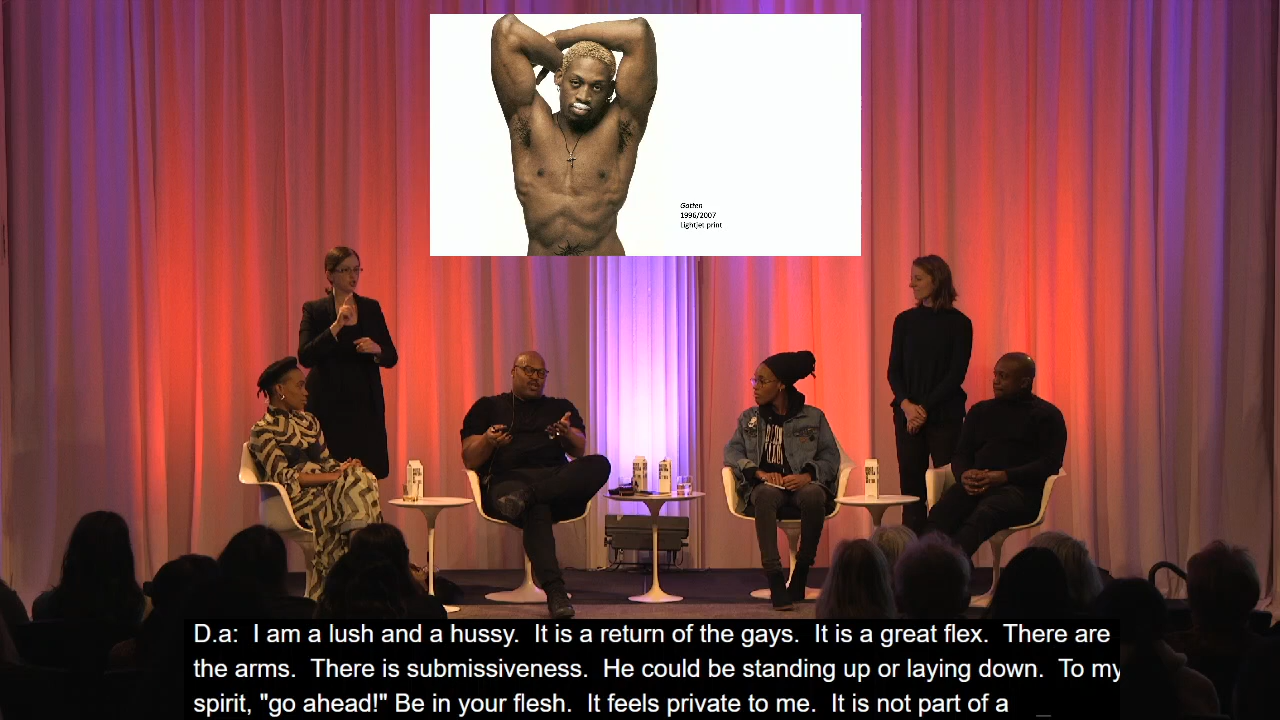 Gatten
1996/2007
Lightjet print
D.a:  I am a lush and a hussy.  It is a return of the gays.  It is a great flex.  There are
the arms.  There is submissiveness.  He could be standing up or laying down.  To my
spirit, "go ahead!" Be in your flesh.  It feels private to me.  It is not part of a _